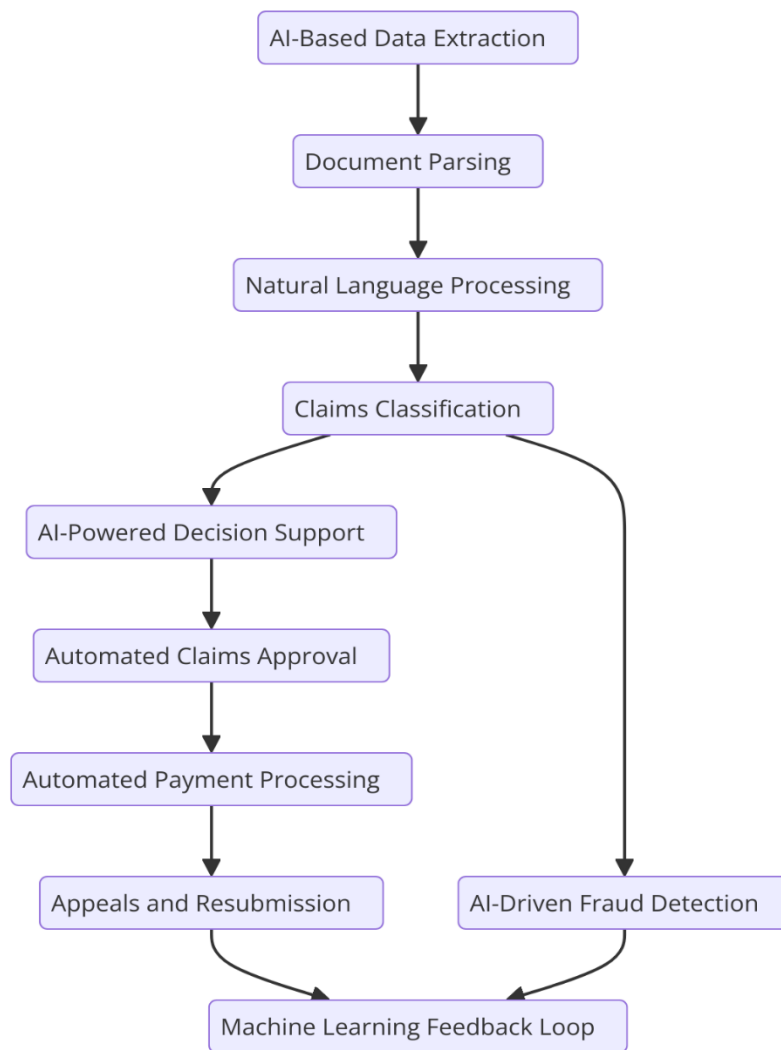 AI-Based Data Extraction
Document Parsing
Natural Language Processing
Claims Classification
AI-Powered Decision Support
Automated Claims Approval
Automated Payment Processing
Appeals and Resubmission
AI-Driven Fraud Detection
Machine Learning Feedback Loop